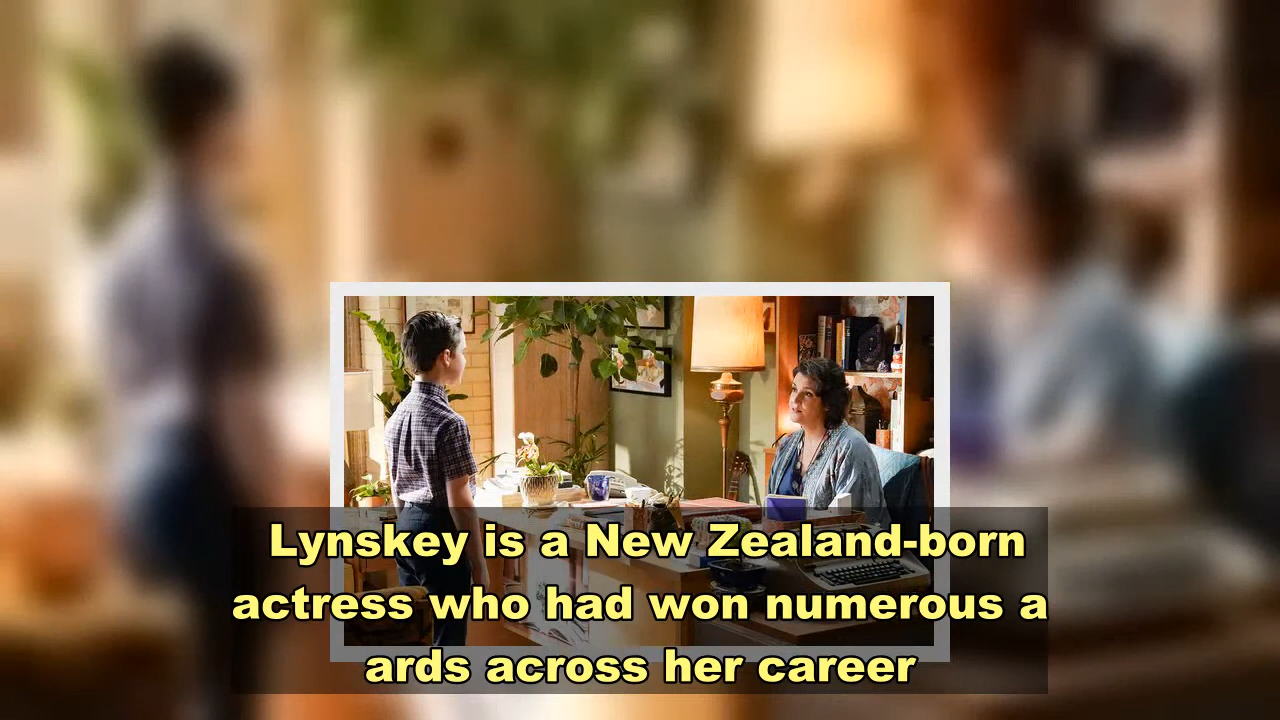 Lynskey is a New Zealand-born
actress who had won numerous a
ards across her career